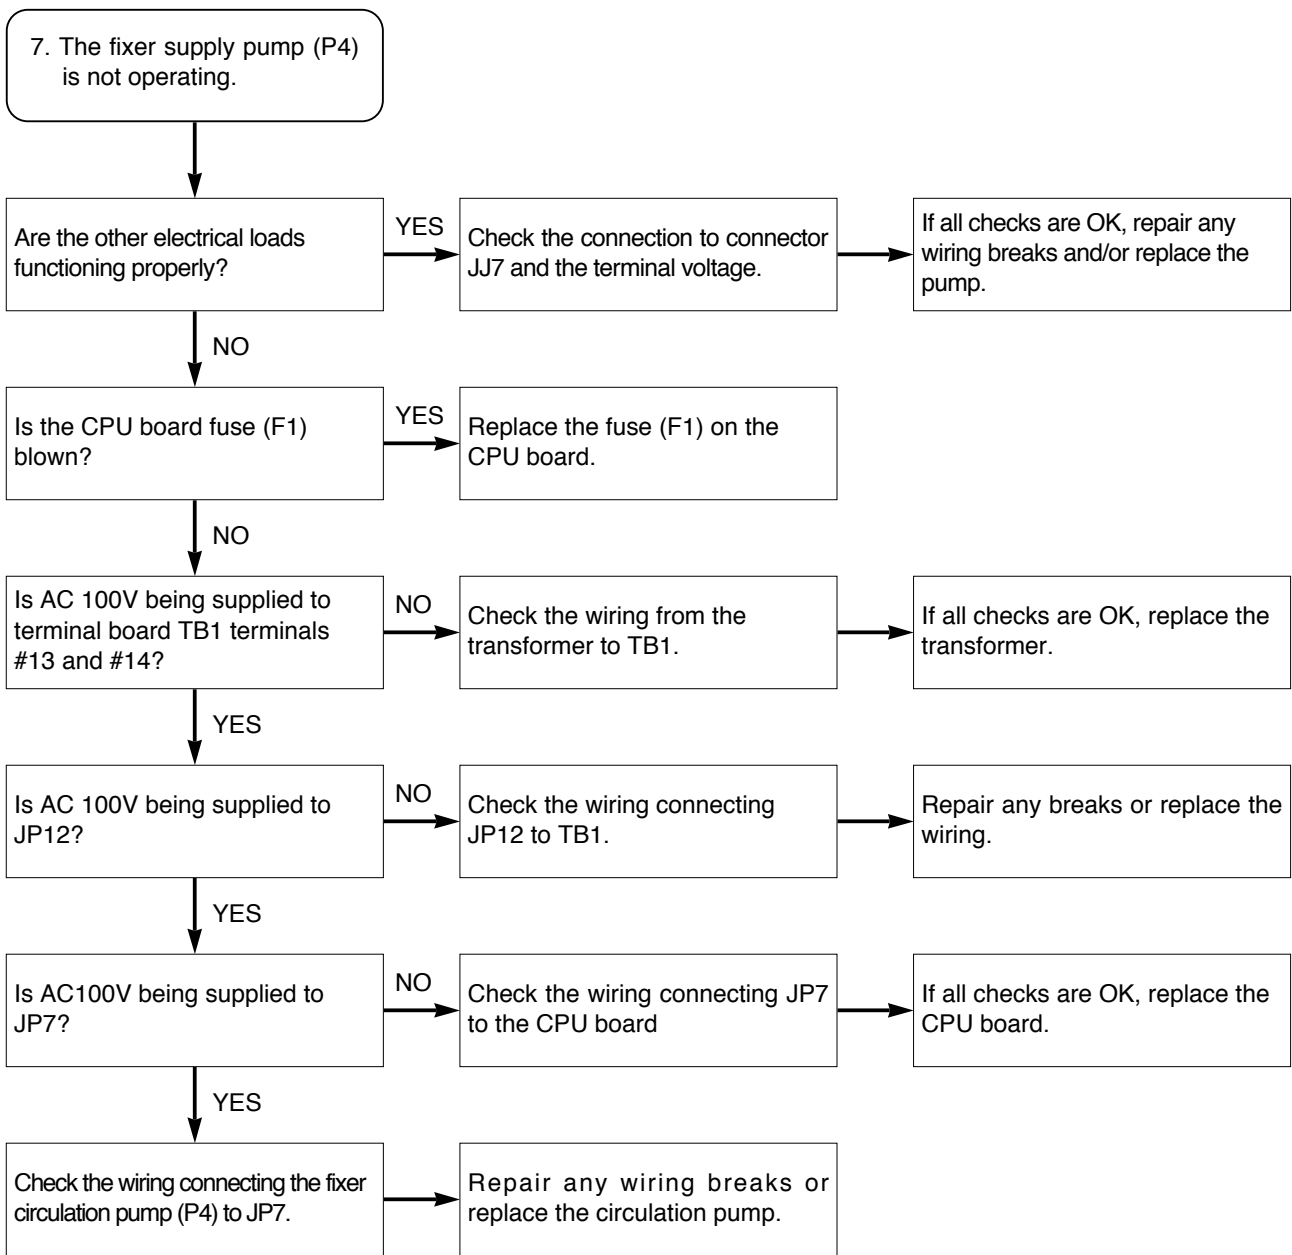 7. The fixer supply pump (P4)
is not operating.
Are the other electrical loads
functioning properly?
YES
Check the connection to connector
JJ7 and the terminal voltage.
If all checks are OK, repair any
wiring breaks and/or replace the
pump.
NO
Is the CPU board fuse (F1)
blown?
YES
Replace the fuse (F1) on the
CPU board.
NO
Is AC 100V being supplied to
terminal board TB1 terminals
#13 and #14?
NO
Check the wiring from the
transformer to TB1.
If all checks are OK, replace the
transformer.
YES
Is AC 100V being supplied to
JP12?
NO
Check the wiring connecting
JP12 to TB1.
Repair any breaks or replace the
wiring.
YES
Is AC100V being supplied to
JP7?
NO
Check the wiring connecting JP7
to the CPU board
If all checks are OK, replace the
CPU board.
YES
Check the wiring connecting the fixer
circulation pump (P4) to JP7.
Repair any wiring breaks or
replace the circulation pump.